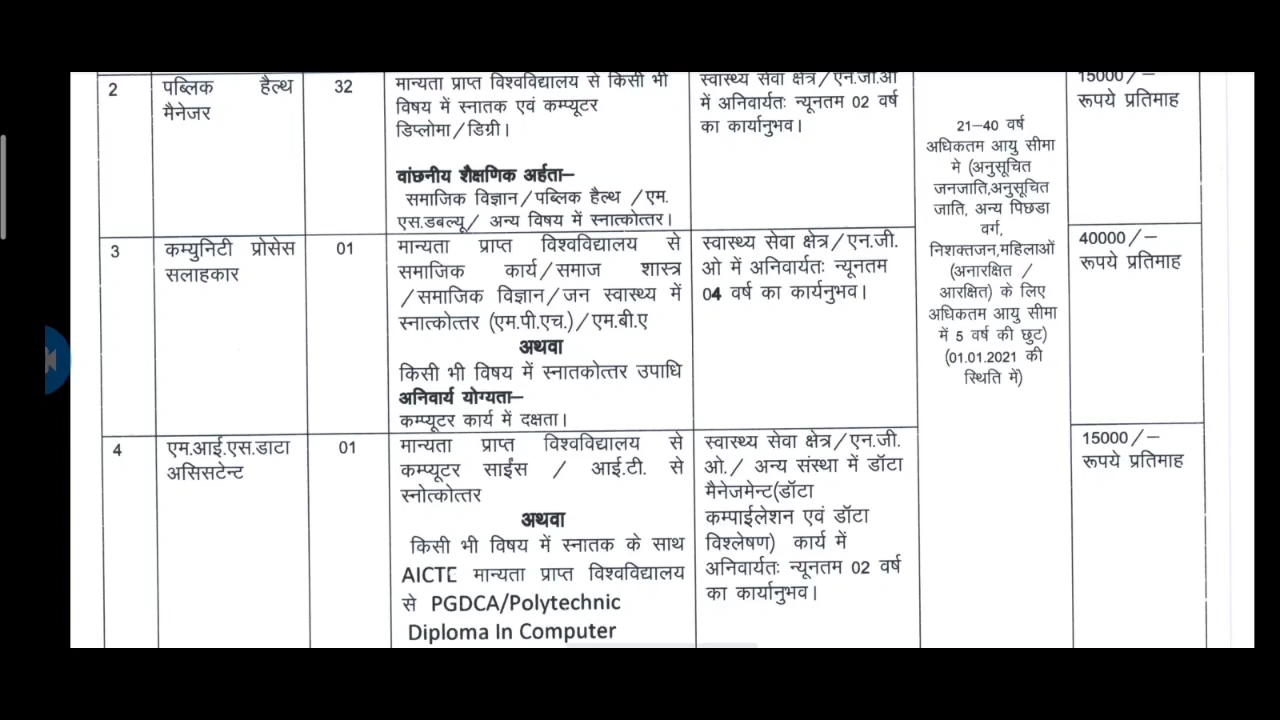 2
पब्लिक हैल्थ
मैनेजर
32
मान्यता प्राप्त विश्वविद्यालय से किसी भी
विषय में स्नातक एवं कम्प्यूटर
डिप्लोमा/डिग्री।
वांछनीय शैक्षणिक अर्हता–
समाजिक विज्ञान/पब्लिक हैल्थ /एम.
एस.डबल्यू/ अन्य विषय में स्नात्कोत्तर।
स्वास्थ्य सेवा क्षेत्र/एन.जी.ओ
में अनिवार्यतः न्यूनतम 02 वर्ष
का कार्यानुभव।
21–40 वर्ष
अधिकतम आयु सीमा
मे (अनुसूचित
जनजाति,अनुसूचित
जाति, अन्य पिछडा
वर्ग,
निशक्तजन,महिलाओं
(अनारक्षित /
आरक्षित) के लिए
अधिकतम आयु सीमा
में 5 वर्ष की छुट)
(01.01.2021 की
स्थिति में)
15000/–
रूपये प्रतिमाह
3
कम्युनिटी प्रोसेस
सलाहकार
01
मान्यता प्राप्त विश्वविद्यालय से
समाजिक कार्य/समाज शास्त्र
/समाजिक विज्ञान/जन स्वास्थ्य में
स्नात्कोत्तर (एम.पी.एच.)/एम.बी.ए
अथवा
किसी भी विषय में स्नातकोत्तर उपाधि
अनिवार्य योग्यता–
कम्प्यूटर कार्य में दक्षता।
स्वास्थ्य सेवा क्षेत्र/एन.जी.
ओ में अनिवार्यतः न्यूनतम
04 वर्ष का कार्यनुभव।
40000/–
रूपये प्रतिमाह
4
एम.आई.एस.डाटा
असिसटेन्ट
01
मान्यता प्राप्त विश्वविद्यालय से
कम्प्यूटर साईंस / आई.टी. से
स्नोत्कोत्तर
अथवा
किसी भी विषय में स्नातक के साथ
AICTE मान्यता प्राप्त विश्वविद्यालय
से PGDCA/Polytechnic
Diploma In Computer
स्वास्थ्य सेवा क्षेत्र/एन.जी.
ओ./ अन्य संस्था में डॉटा
मैनेजमेन्ट(डॉटा
कम्पाईलेशन एवं डॉटा
विश्लेषण) कार्य में
अनिवार्यतः न्यूनतम 02 वर्ष
का कार्यानुभव।
15000/–
रूपये प्रतिमाह